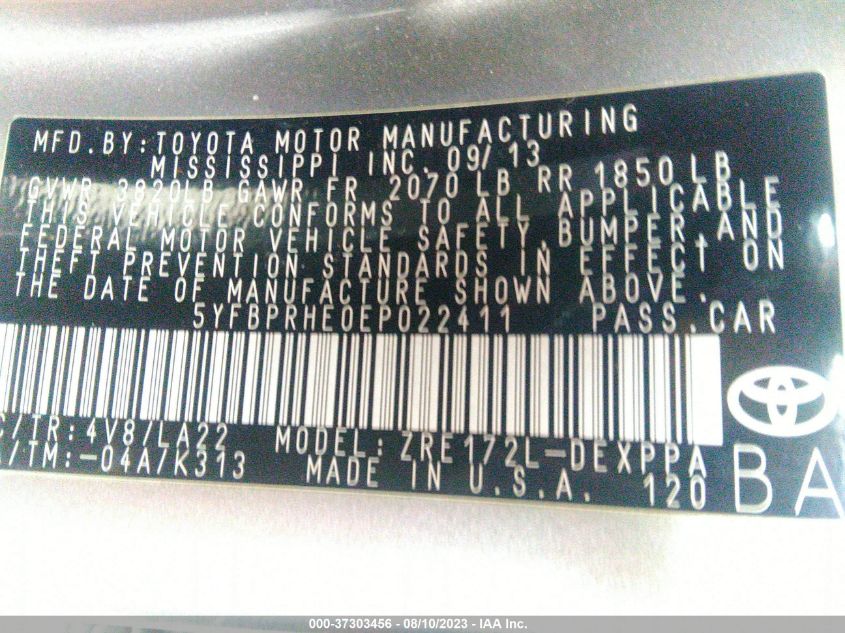 MFD.BY:TOYOTA MOTOR MANUFACTURING
MISSISSIPPI INC. 09/13
GVWR 3820LB GAWR FR 2070 LB RR 1850 LB
THIS VEHICLE CONFORMS TO ALL APPLICABLE
FEDERAL MOTOR VEHICLE SAFETY,BUMPER,AND
THEFT PREVENTION STANDARDS IN EFFECT ON
THE DATE OF MANUFACTURE SHOWN ABOVE.
5YFBPRHE0EP022411 PASS.CAR
C/TR:4V8/LA22 MODEL:ZRE172L-DEXPPA
/TM:-04A/K313 MADE IN U.S.A. 120 BA
000-37303456 - 08/10/2023 - IAA Inc.